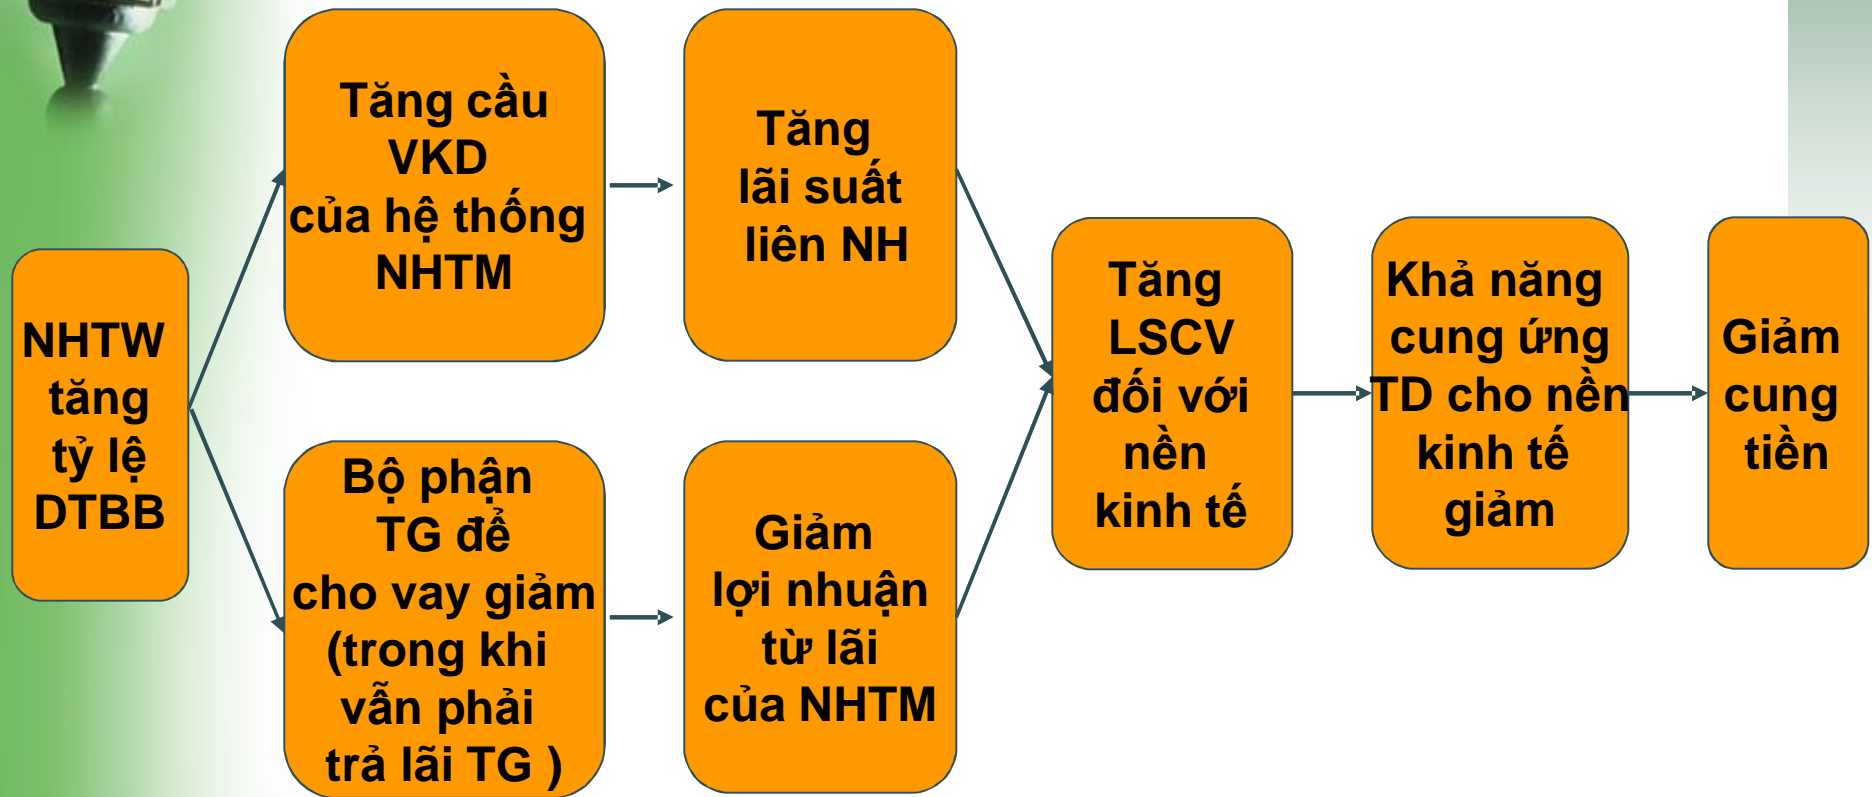 NHTW
tăng
tỷ lệ
DTBB
Tăng cầu
VKD
của hệ thống
NHTM
Tăng
lãi suất
liên NH
Bộ phận
TG để
cho vay giảm
(trong khi
vẫn phải
trả lãi TG )
Giảm
lợi nhuận
từ lãi
của NHTM
Tăng
LSCV
đối với
nền
kinh tế
Khả năng
cung ứng
TD cho nền
kinh tế
giảm
Giảm
cung
tiền